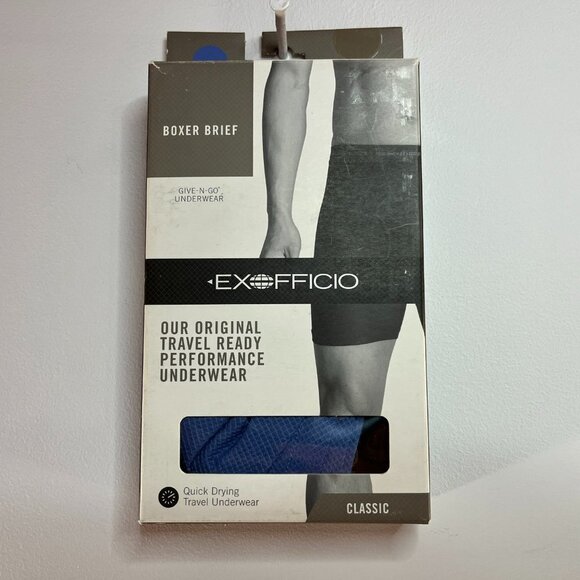 BOXER BRIEF
GIVE-N-GO®
UNDERWEAR
EXOFFICIO
OUR ORIGINAL
TRAVEL READY
PERFORMANCE
UNDERWEAR
Quick Drying
Travel Underwear
CLASSIC